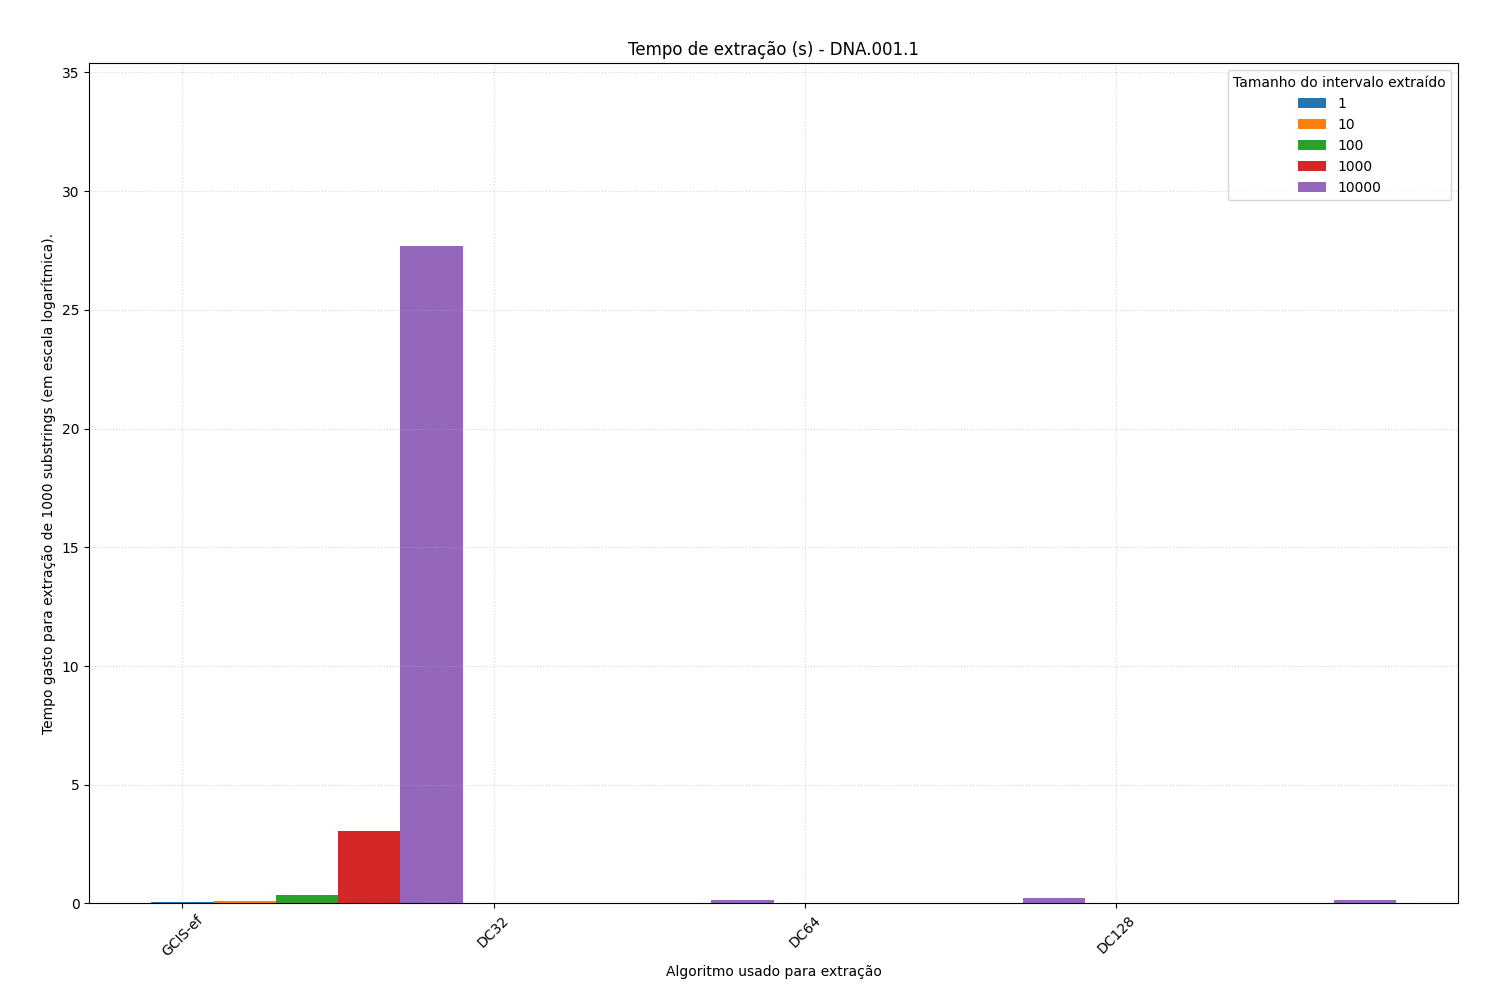 Tempo de extração (s) - DNA.001.1
Tamanho do intervalo extraído
1
10
100
1000
10000
35
30
25
20
15
10
5
0
Tempo gasto para extração de 1000 substrings (em escala logarítmica).
GCIS-ef
DC32
DC64
DC128
Algoritmo usado para extração